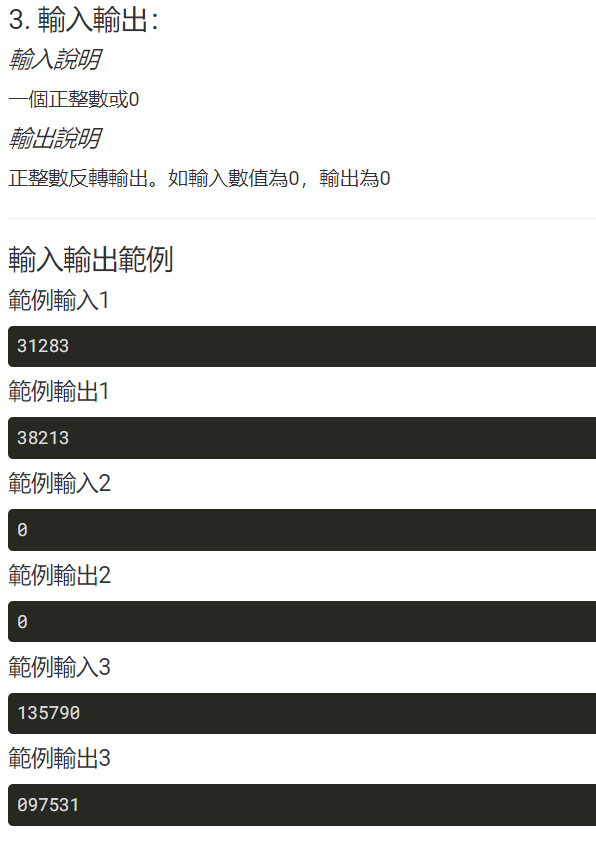 3. 輸入輸出：
輸入說明
一個正整數或0
輸出說明
正整數反轉輸出。如輸入數值為0，輸出為0
輸入輸出範例
範例輸入1
31283
範例輸出1
38213
範例輸入2
0
範例輸出2
0
範例輸入3
135790
範例輸出3
097531